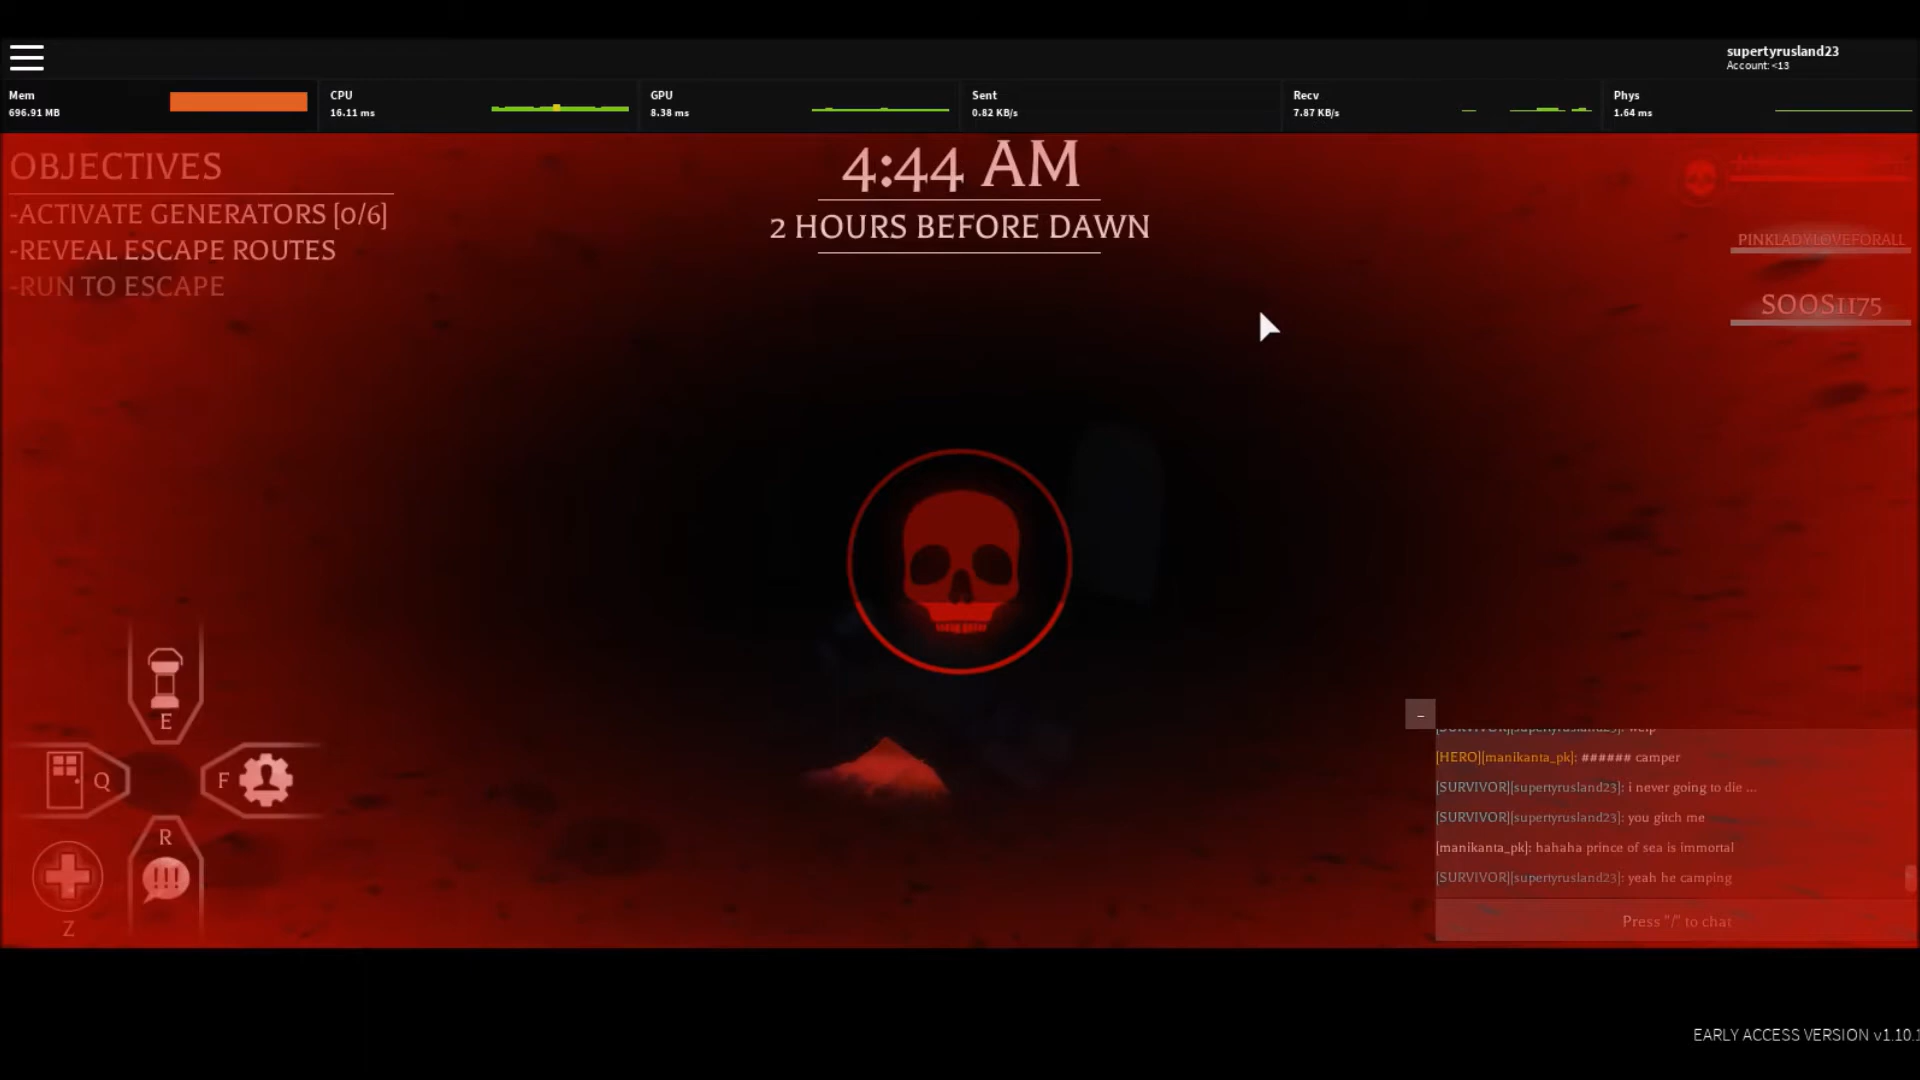 supertyrusland23
Account: <13
Mem
696.91 MB
CPU
16.11 ms
GPU
8.38 ms
Sent
0.82 KB/s
Recv
7.87 KB/s
Phys
1.64 ms
OBJECTIVES
-ACTIVATE GENERATORS [0/6]
-REVEAL ESCAPE ROUTES
-RUN TO ESCAPE
4:44 AM
2 HOURS BEFORE DAWN
PINKLADYLOVEFORALL
SOOS1175
E
Q
F
R
!!!
Z
[SURVIVOR][supertyrusland23]: welp
[HERO][manikanta_pk]: ###### camper
[SURVIVOR][supertyrusland23]: i never going to die ...
[SURVIVOR][supertyrusland23]: you gitch me
[manikanta_pk]: hahaha prince of sea is immortal
[SURVIVOR][supertyrusland23]: yeah he camping
Press "/" to chat
EARLY ACCESS VERSION v1.10.1